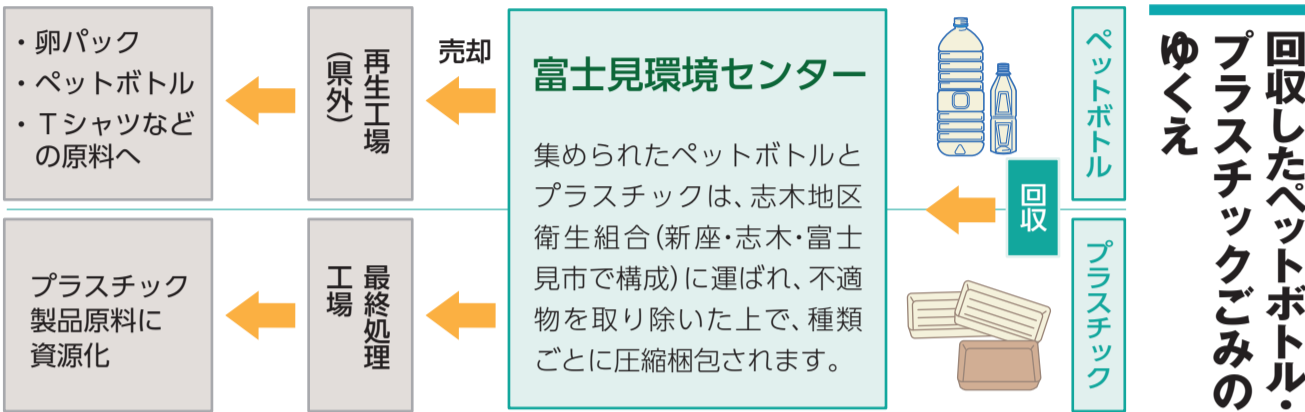 回収したペットボトル・
プラスチックごみの
ゆくえ
ペットボトル
プラスチック
回収
富士見環境センター
集められたペットボトルと
プラスチックは、志木地区
衛生組合(新座・志木・富士
見市で構成)に運ばれ、不適
物を取り除いた上で、種類
ごとに圧縮梱包されます。
売却
再生工場
(県外)
・卵パック
・ペットボトル
・Tシャツなど
の原料へ
最終処理
工場
プラスチック
製品原料に
資源化